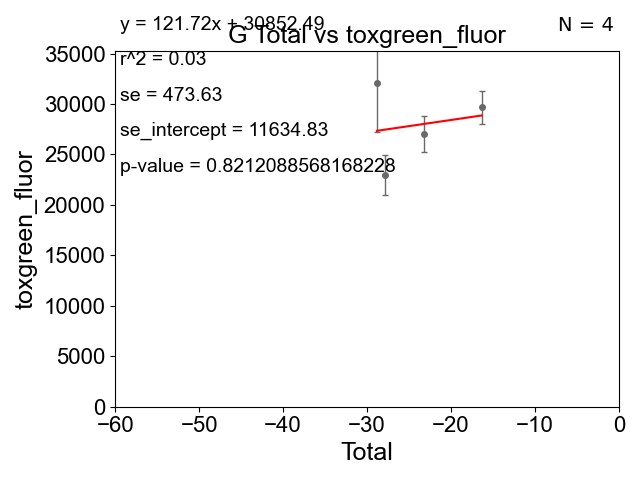 y = 121.72x + 30852.49
N = 4
G Total vs toxgreen_fluor
r^2 = 0.03
se = 473.63
se_intercept = 11634.83
p-value = 0.8212088568168228
35000
30000
25000
20000
15000
10000
5000
0
toxgreen_fluor
−60
−50
−40
−30
−20
−10
0
Total